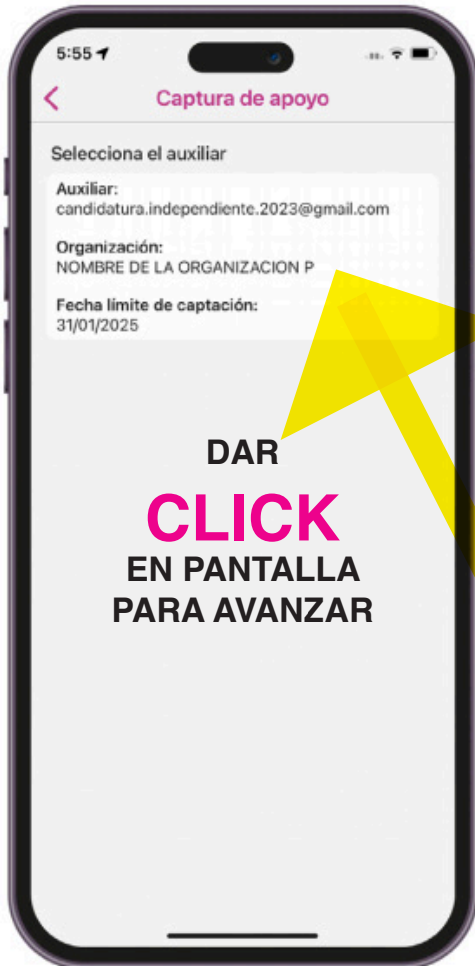 5:55
Captura de apoyo
Selecciona el auxiliar
Auxiliar:
candidatura.independiente.2023@gmail.com
Organización:
NOMBRE DE LA ORGANIZACION P
Fecha límite de captación:
31/01/2025
DAR
CLICK
EN PANTALLA
PARA AVANZAR